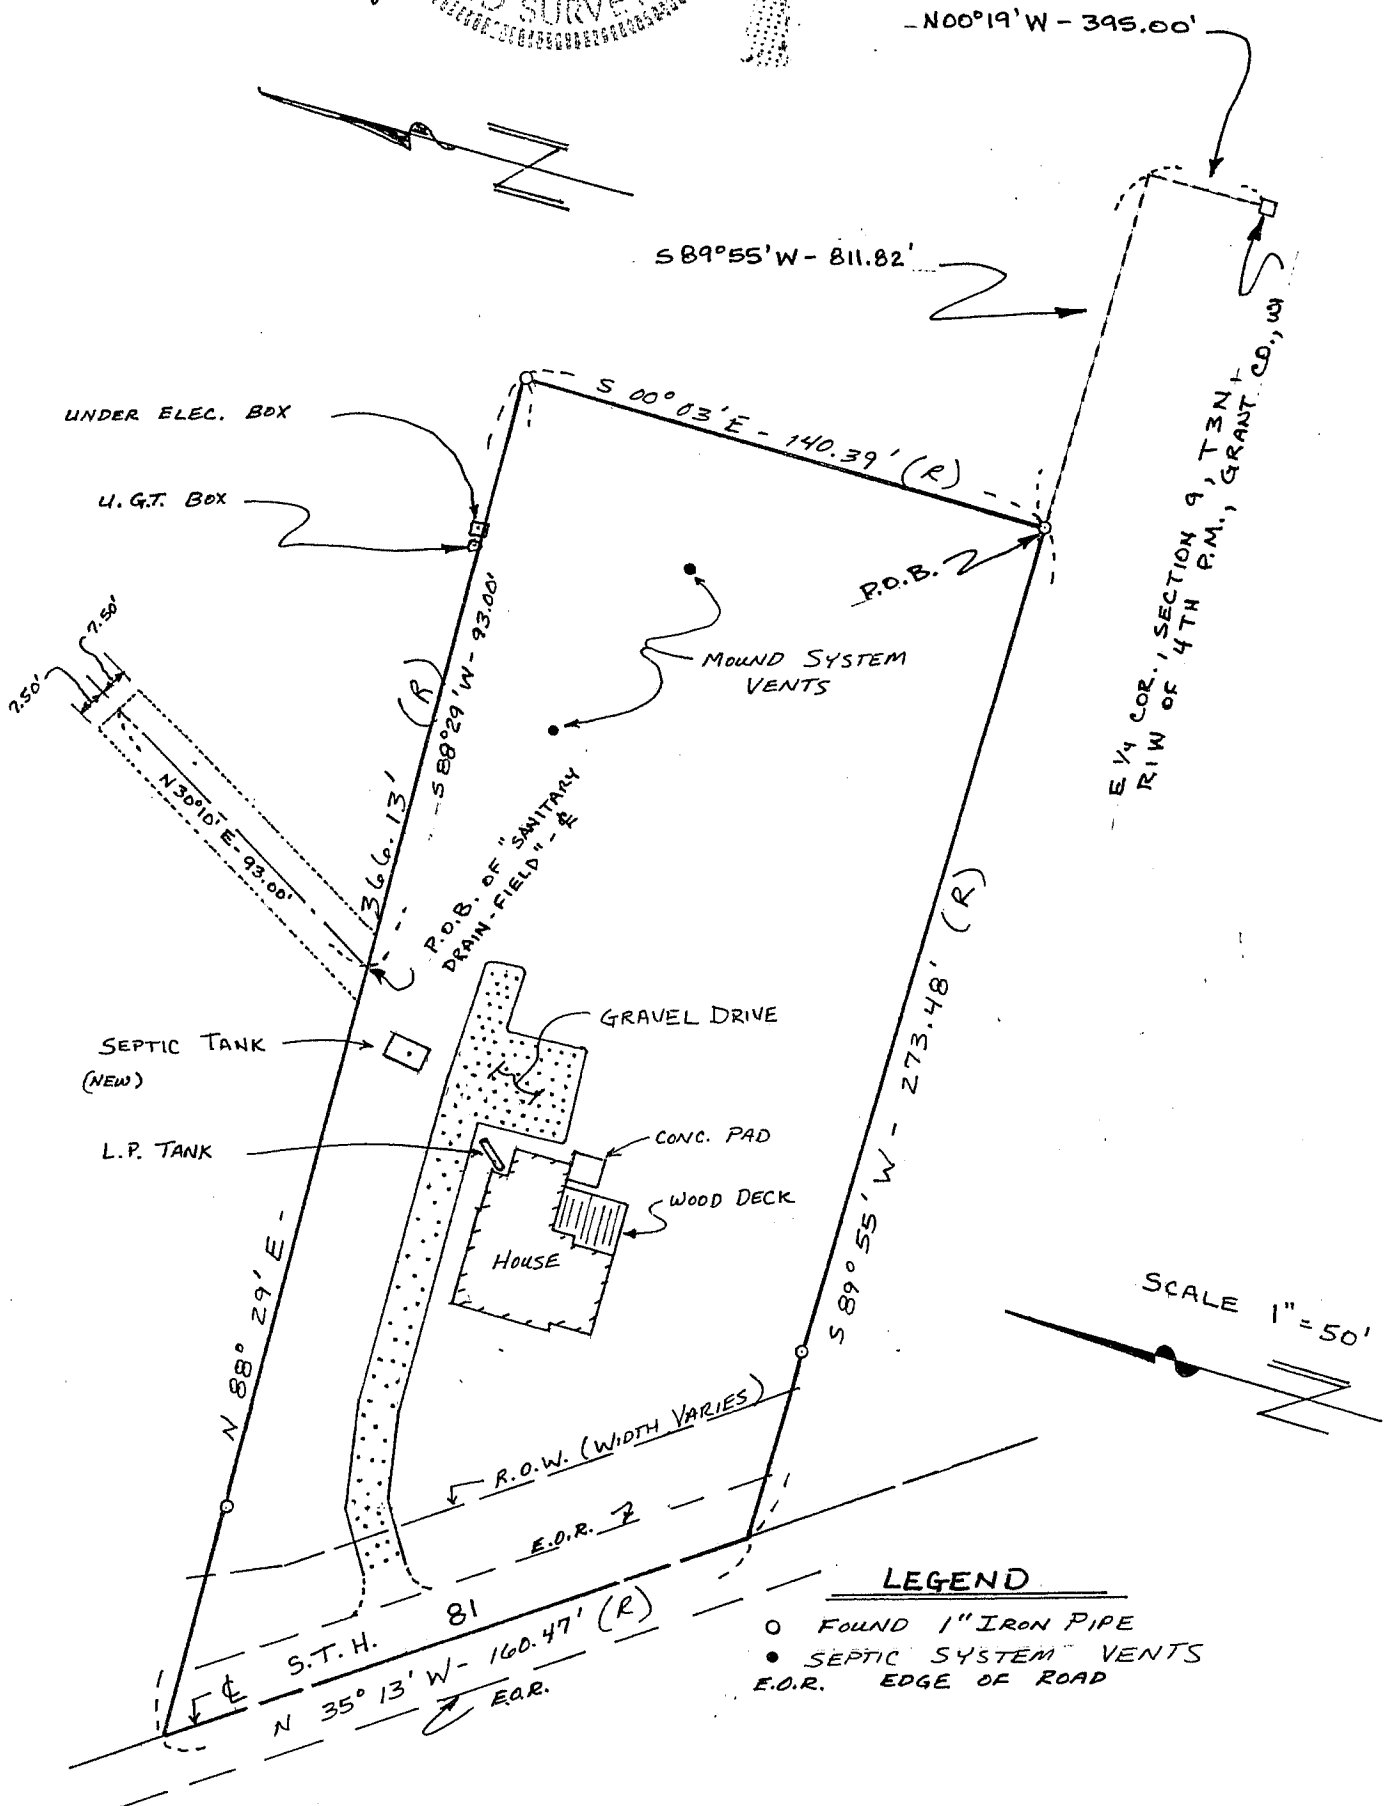 D SURVE
N00°19'W - 395.00'
S89°55'W - 811.82'
S 00° 03' E - 140.39' (R)
UNDER ELEC. BOX
U.G.T. BOX
P.O.B.
E 1/4 COR., SECTION 9, T3N,
R1W OF 4TH P.M., GRANT CO., WI
7.50'
7.50'
MOUND SYSTEM
VENTS
S 88°29'W - 93.00'
(R)
N 30°10' E - 93.00'
P.O.B. OF "SANITARY
DRAIN-FIELD" - ℄
N 88° 29' E - 366.13'
GRAVEL DRIVE
SEPTIC TANK
(NEW)
L.P. TANK
CONC. PAD
WOOD DECK
HOUSE
S 89° 55' W - 273.48' (R)
SCALE 1" = 50'
R.O.W. (WIDTH VARIES)
E.O.R.
S.T.H. 81
℄
N 35° 13' W - 160.47' (R)
E.O.R.
LEGEND
FOUND 1" IRON PIPE
SEPTIC SYSTEM VENTS
E.O.R. EDGE OF ROAD